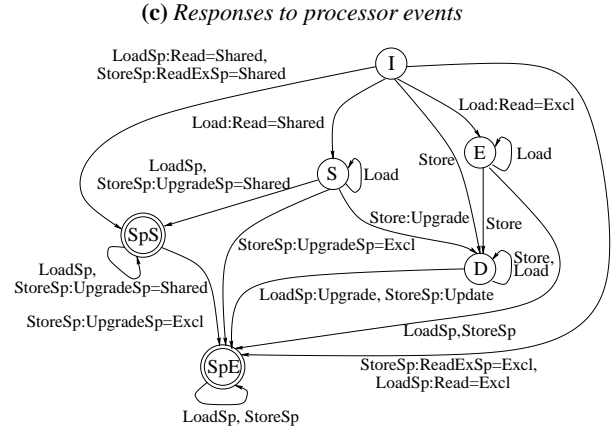 (c) Responses to processor events
LoadSp:Read=Shared,
StoreSp:ReadExSp=Shared
I
Load:Read=Shared
Load:Read=Excl
E
Load
LoadSp,
StoreSp:UpgradeSp=Shared
S
Load
Store
Store
Store:Upgrade
SpS
StoreSp:UpgradeSp=Excl
D
Store,
Load
LoadSp,
StoreSp:UpgradeSp=Shared
LoadSp:Upgrade, StoreSp:Update
StoreSp:UpgradeSp=Excl
LoadSp,StoreSp
SpE
StoreSp:ReadExSp=Excl,
LoadSp:Read=Excl
LoadSp, StoreSp